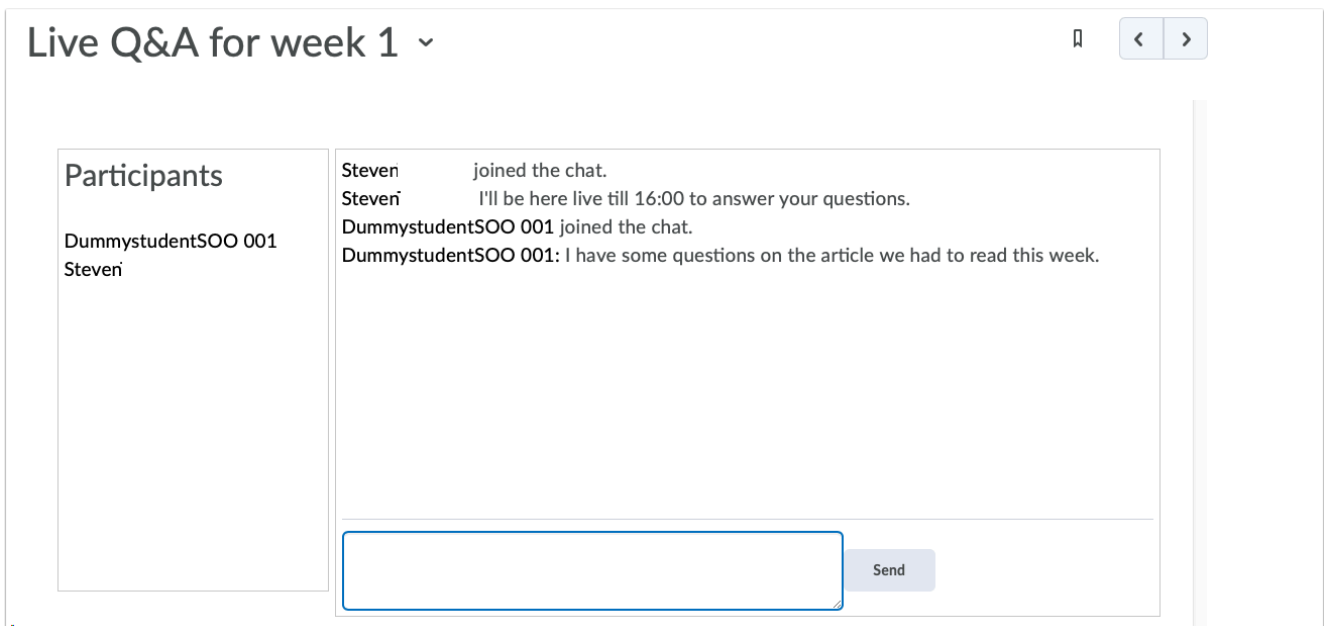 Live Q&A for week 1
Participants
DummystudentSOO 001
Steven
Steven joined the chat.
Steven I'll be here live till 16:00 to answer your questions.
DummystudentSOO 001 joined the chat.
DummystudentSOO 001: I have some questions on the article we had to read this week.
Send